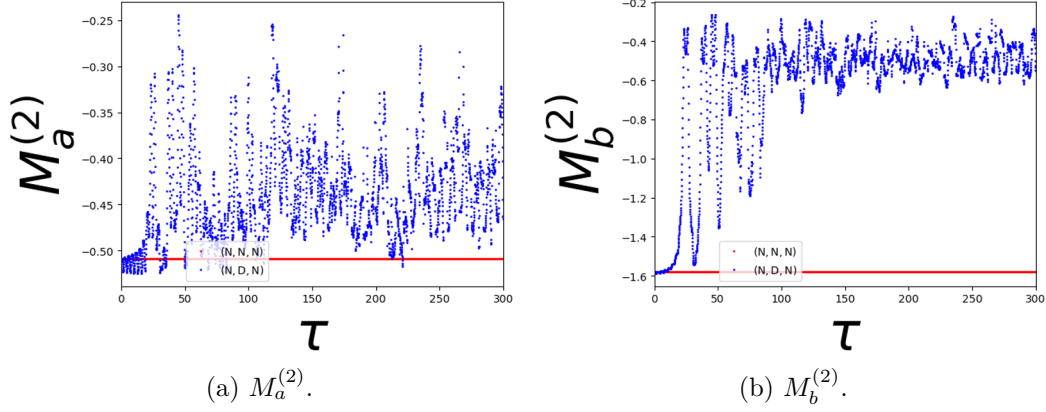 M_a^(2)
−0.25
−0.30
−0.35
−0.40
−0.45
−0.50
0 50 100 150 200 250 300
τ
(N, N, N)
(N, D, N)
(a) M_a^(2).
M_b^(2)
−0.2
−0.4
−0.6
−0.8
−1.0
−1.2
−1.4
−1.6
0 50 100 150 200 250 300
τ
(N, N, N)
(N, D, N)
(b) M_b^(2).